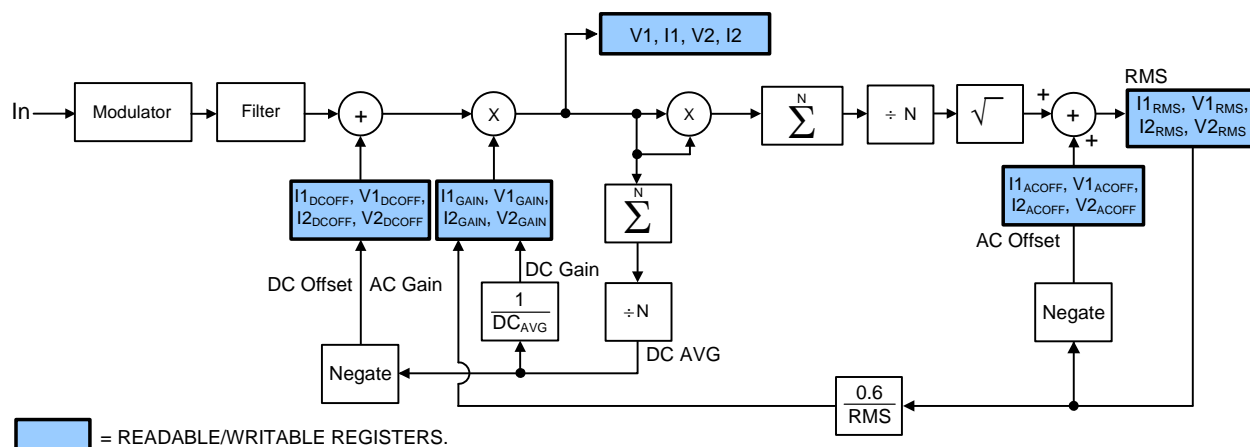 V1, I1, V2, I2
RMS
In
Modulator
Filter
+
X
X
N
∑
÷ N
√
+
+
+
I1RMS, V1RMS,
I2RMS, V2RMS
I1DCOFF, V1DCOFF,
I2DCOFF, V2DCOFF
I1GAIN, V1GAIN,
I2GAIN, V2GAIN
N
∑
I1ACOFF, V1ACOFF,
I2ACOFF, V2ACOFF
AC Offset
DC Offset
AC Gain
DC Gain
1
DCAVG
÷N
DC AVG
Negate
Negate
0.6
RMS
= READABLE/WRITABLE REGISTERS.